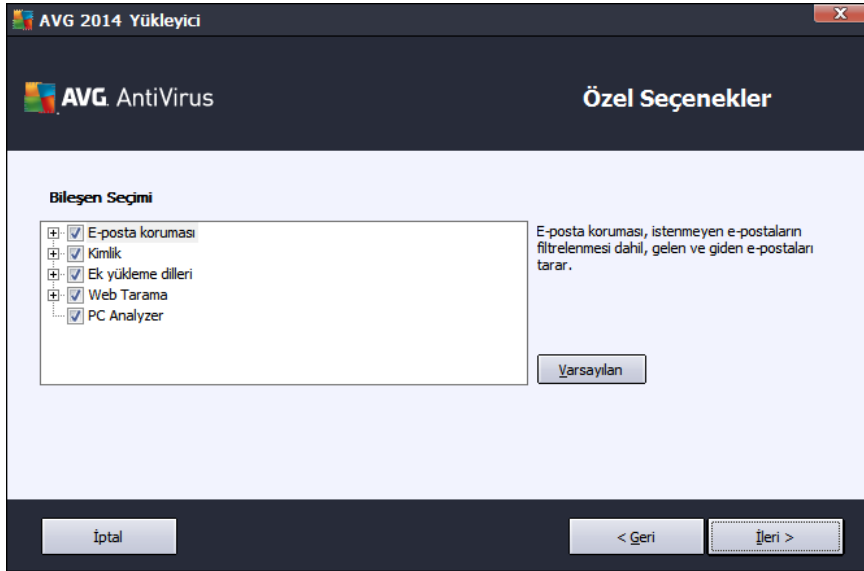 AVG 2014 Yükleyici
X
AVG. AntiVirus
Özel Seçenekler
Bileşen Seçimi
E-posta koruması
Kimlik
Ek yükleme dilleri
Web Tarama
PC Analyzer
E-posta koruması, istenmeyen e-postaların
filtrelenmesi dahil, gelen ve giden e-postaları
tarar.
Varsayılan
İptal
< Geri
İleri >